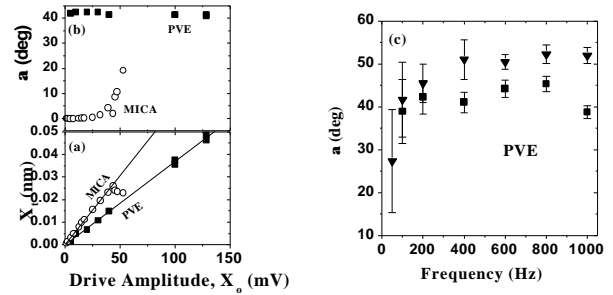 (b)
a (deg)
40
30
20
10
0
PVE
MICA
(a)
X_t (nm)
0.05
0.04
0.03
0.02
0.01
0.00
MICA
PVE
0 50 100 150
Drive Amplitude, X_o (mV)
(c)
a (deg)
60
50
40
30
20
10
PVE
0 200 400 600 800 1000
Frequency (Hz)